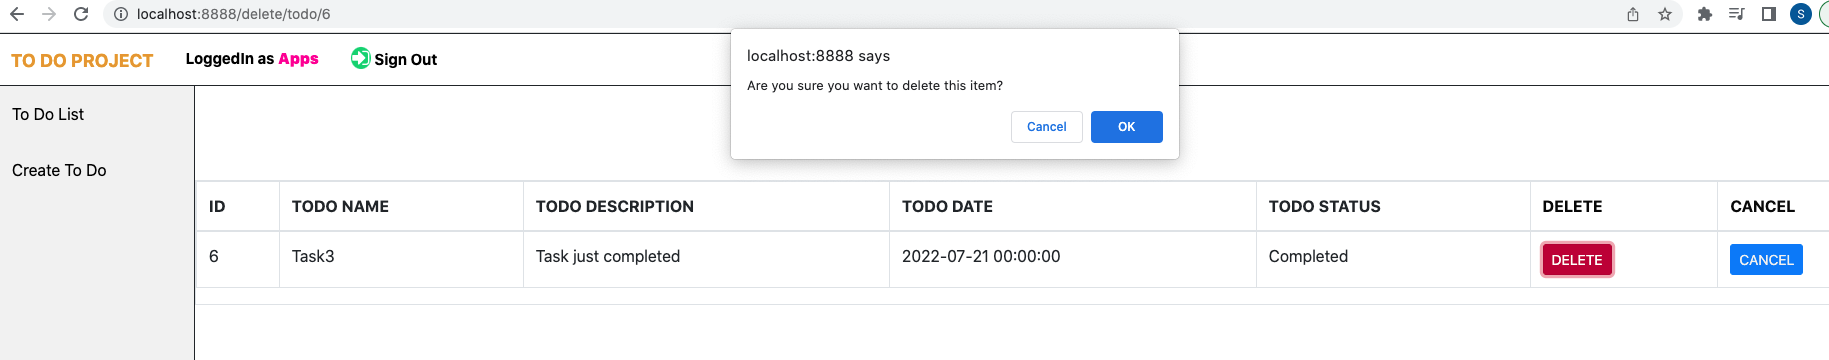 localhost:8888/delete/todo/6
S
TO DO PROJECT LoggedIn as Apps Sign Out
localhost:8888 says
Are you sure you want to delete this item?
Cancel OK
To Do List
Create To Do
ID TODO NAME TODO DESCRIPTION TODO DATE TODO STATUS DELETE CANCEL
6 Task3 Task just completed 2022-07-21 00:00:00 Completed DELETE CANCEL